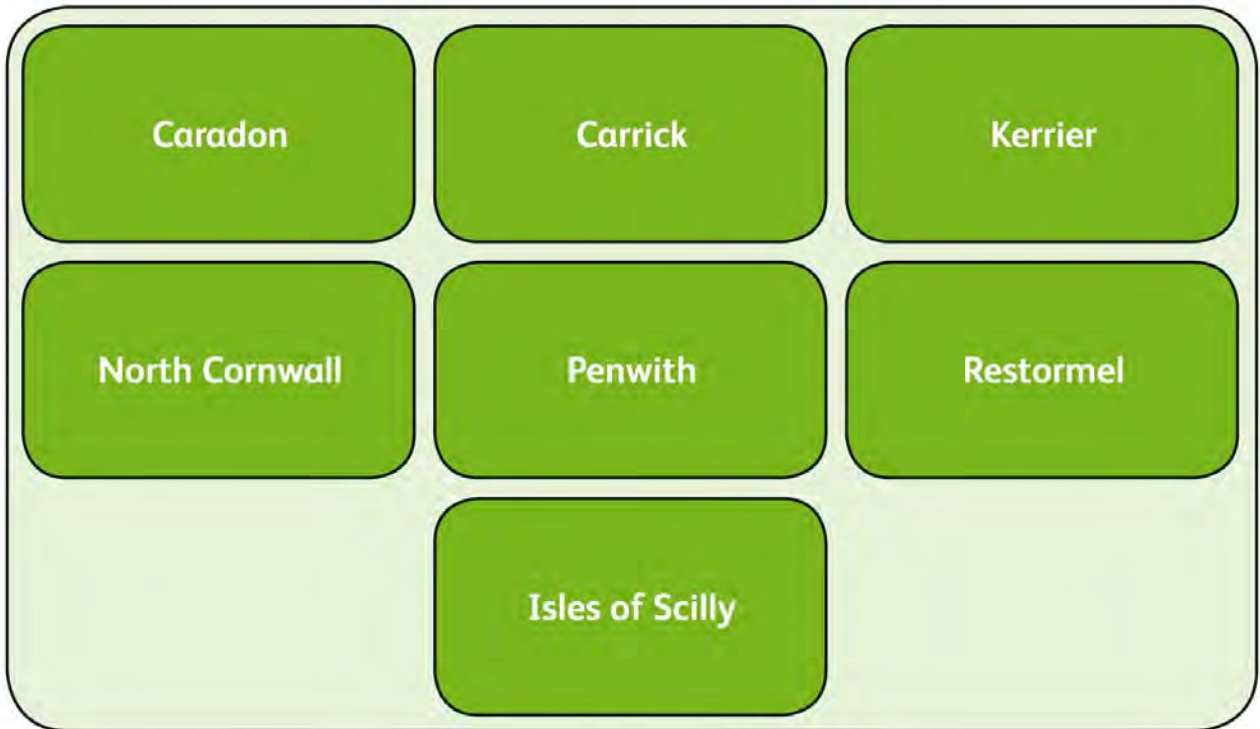 Caradon
Carrick
Kerrier
North Cornwall
Penwith
Restormel
Isles of Scilly